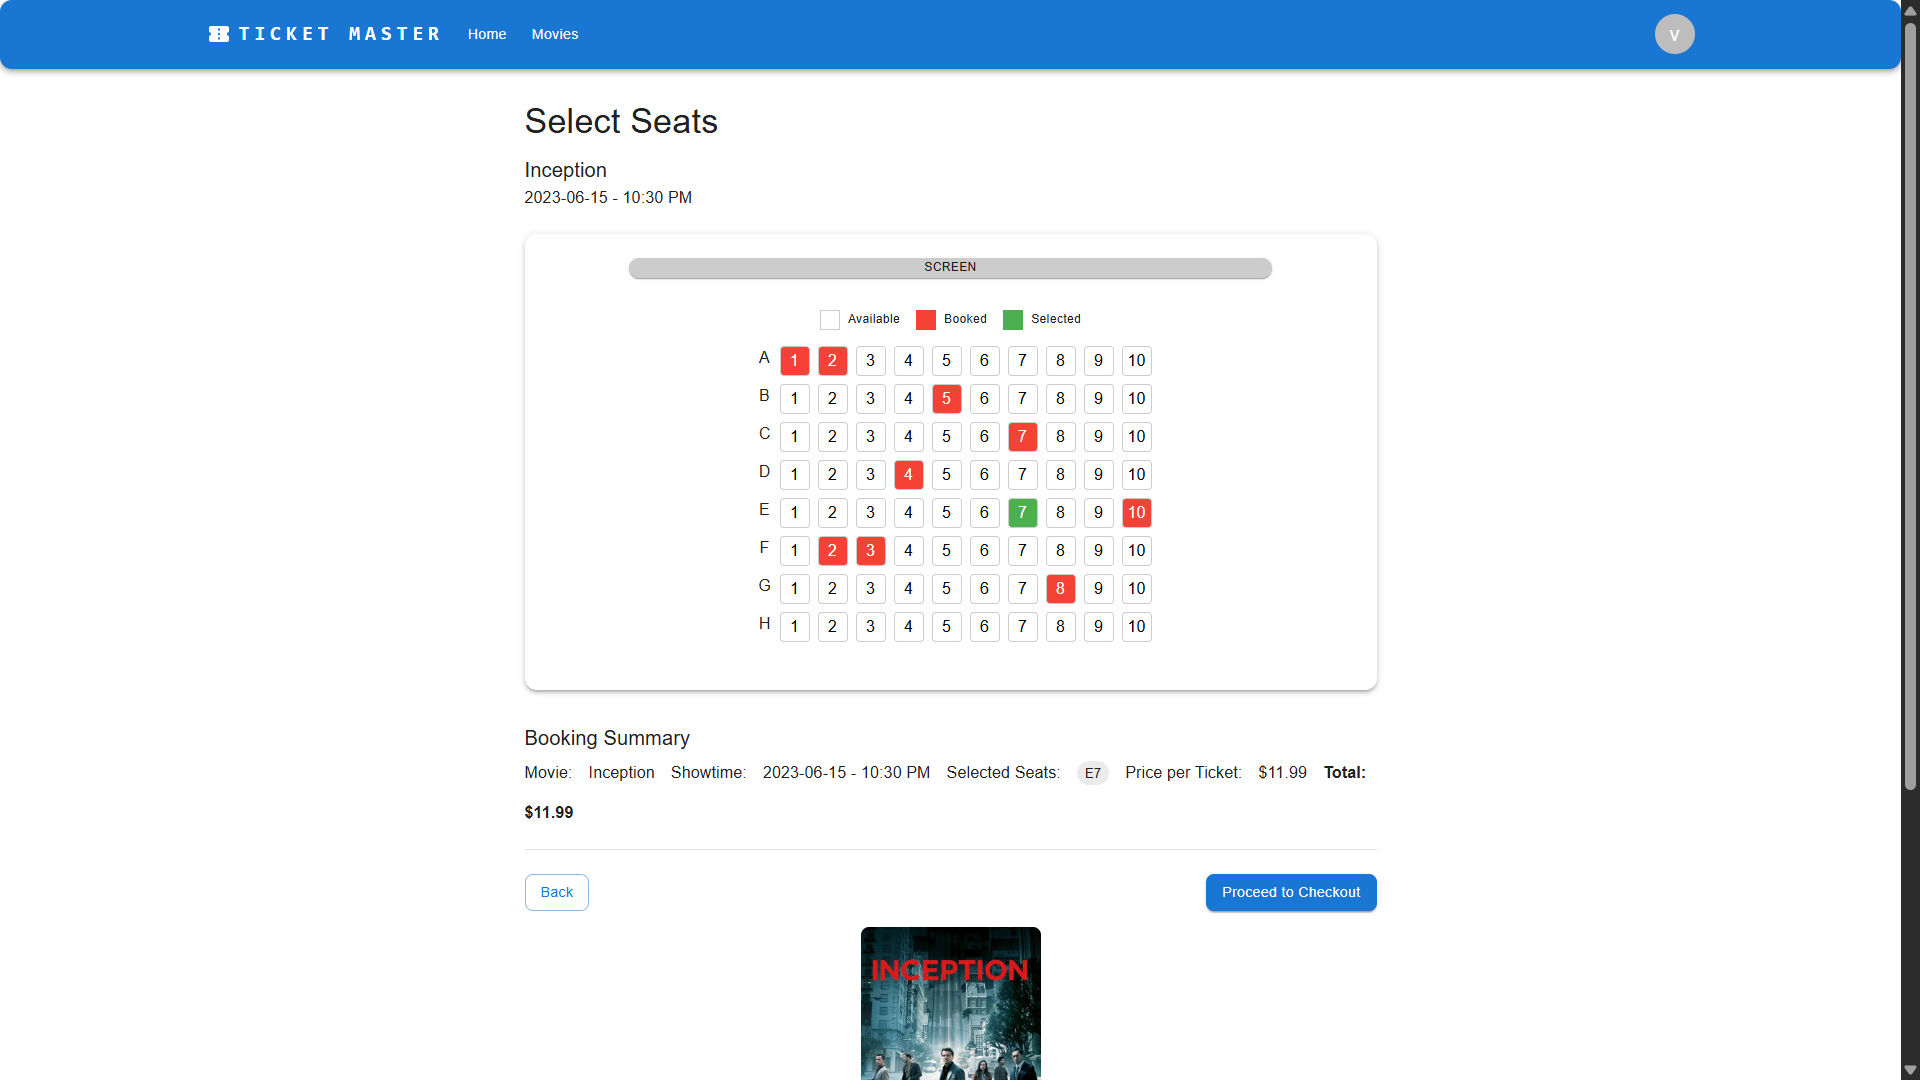 TICKET MASTER Home Movies V
Select Seats
Inception
2023-06-15 - 10:30 PM
SCREEN
Available Booked Selected
A 1 2 3 4 5 6 7 8 9 10
B 1 2 3 4 5 6 7 8 9 10
C 1 2 3 4 5 6 7 8 9 10
D 1 2 3 4 5 6 7 8 9 10
E 1 2 3 4 5 6 7 8 9 10
F 1 2 3 4 5 6 7 8 9 10
G 1 2 3 4 5 6 7 8 9 10
H 1 2 3 4 5 6 7 8 9 10
Booking Summary
Movie: Inception Showtime: 2023-06-15 - 10:30 PM Selected Seats: E7 Price per Ticket: $11.99 Total:
$11.99
Back Proceed to Checkout
INCEPTION